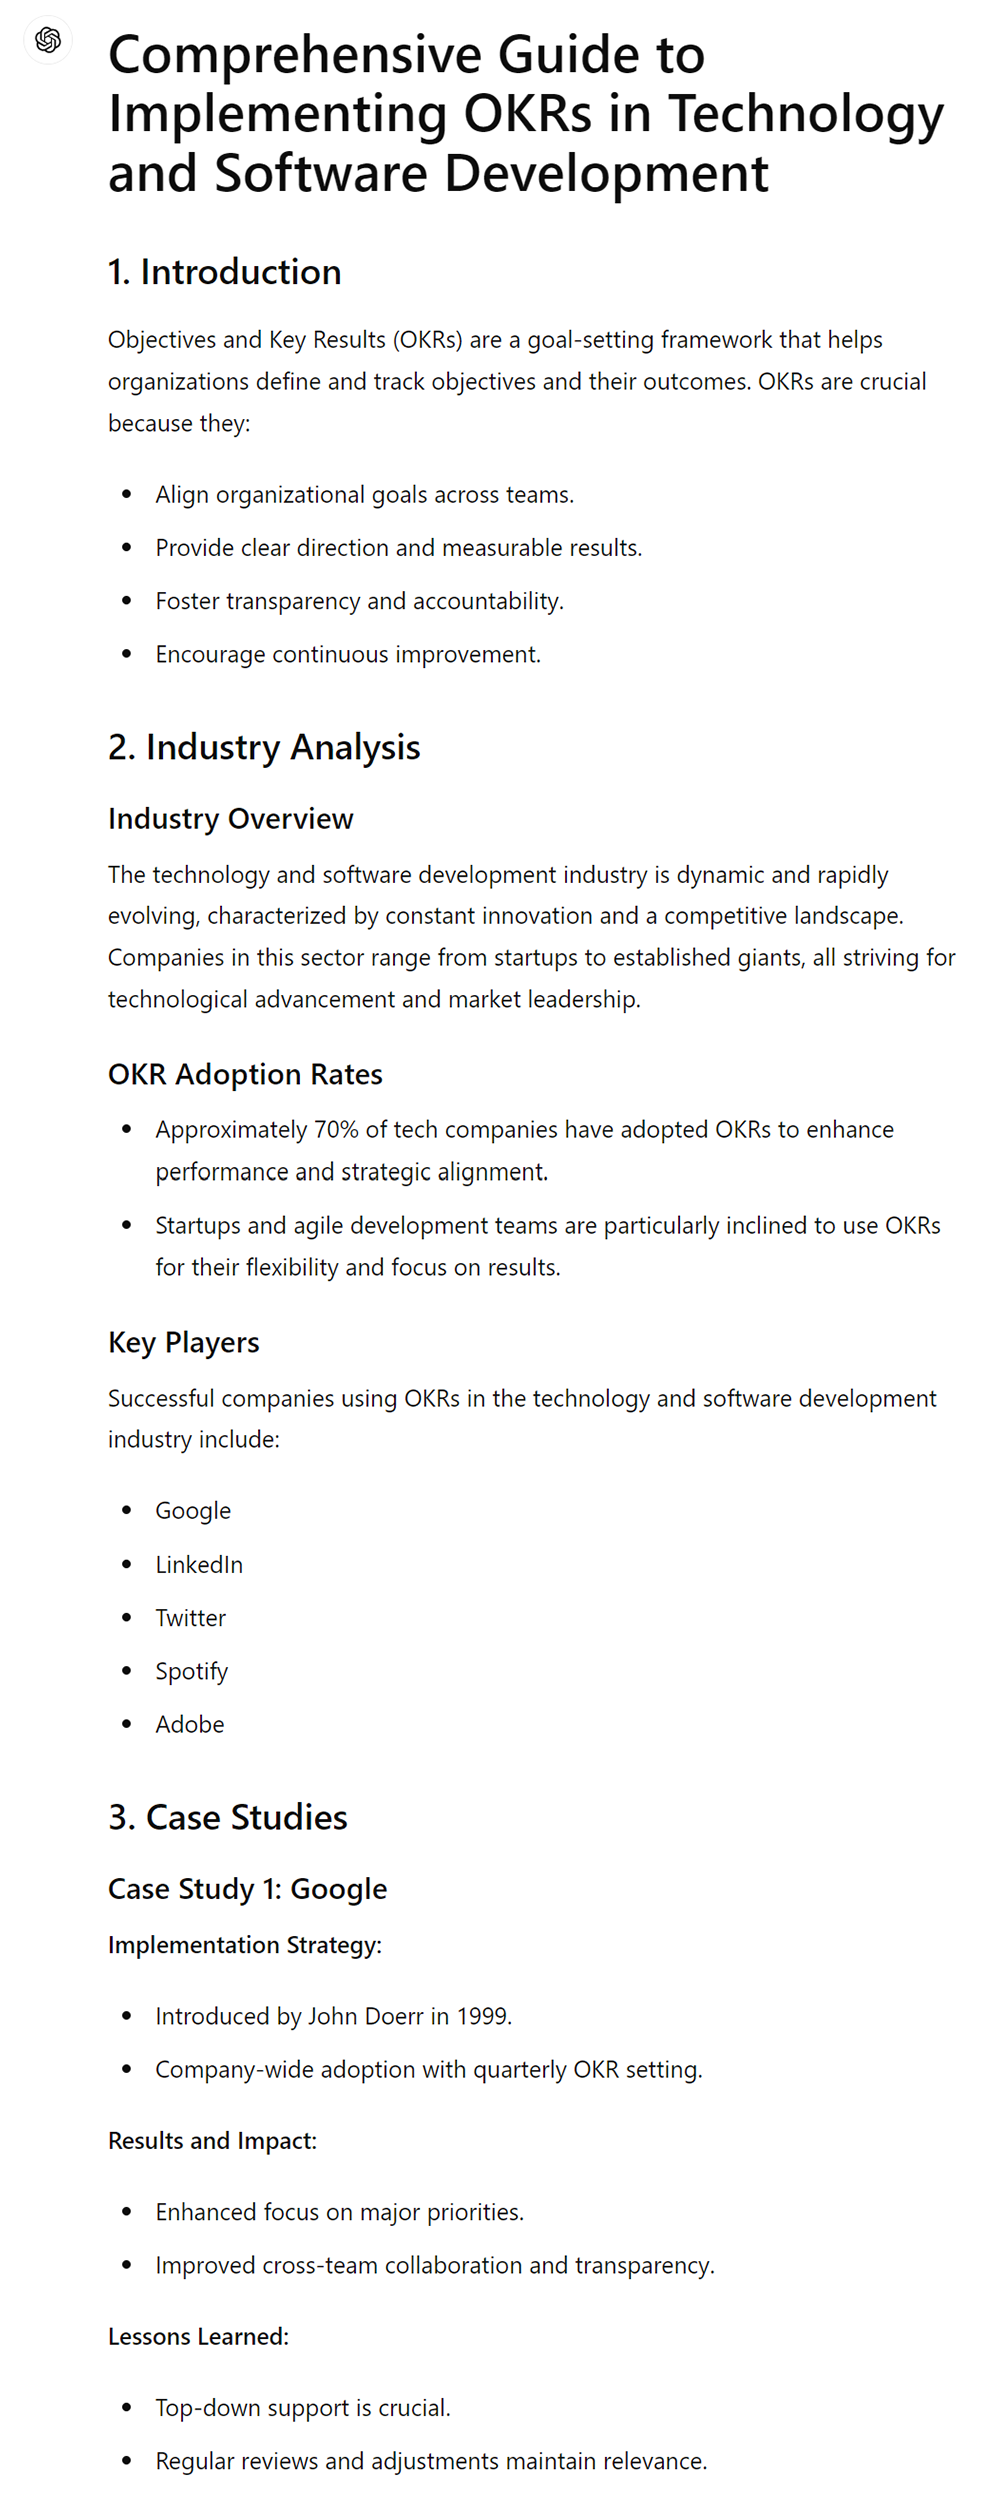 Comprehensive Guide to
Implementing OKRs in Technology
and Software Development
1. Introduction
Objectives and Key Results (OKRs) are a goal-setting framework that helps
organizations define and track objectives and their outcomes. OKRs are crucial
because they:
• Align organizational goals across teams.
• Provide clear direction and measurable results.
• Foster transparency and accountability.
• Encourage continuous improvement.
2. Industry Analysis
Industry Overview
The technology and software development industry is dynamic and rapidly
evolving, characterized by constant innovation and a competitive landscape.
Companies in this sector range from startups to established giants, all striving for
technological advancement and market leadership.
OKR Adoption Rates
• Approximately 70% of tech companies have adopted OKRs to enhance
performance and strategic alignment.
• Startups and agile development teams are particularly inclined to use OKRs
for their flexibility and focus on results.
Key Players
Successful companies using OKRs in the technology and software development
industry include:
• Google
• LinkedIn
• Twitter
• Spotify
• Adobe
3. Case Studies
Case Study 1: Google
Implementation Strategy:
• Introduced by John Doerr in 1999.
• Company-wide adoption with quarterly OKR setting.
Results and Impact:
• Enhanced focus on major priorities.
• Improved cross-team collaboration and transparency.
Lessons Learned:
• Top-down support is crucial.
• Regular reviews and adjustments maintain relevance.